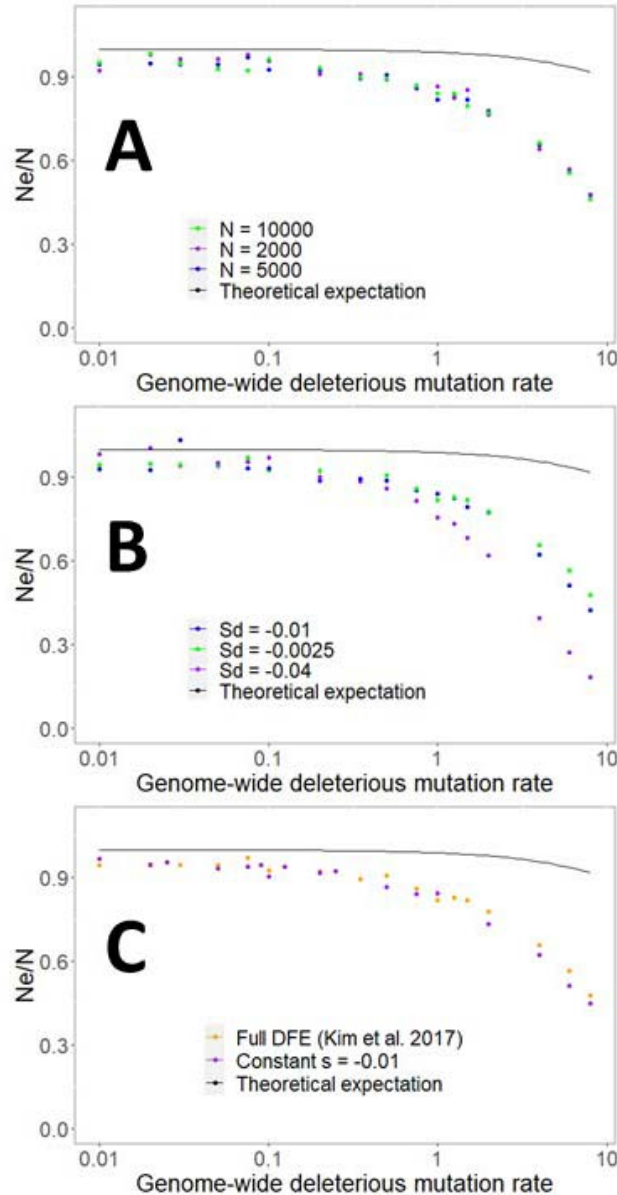 0.9
0.6
0.3
0.0
Ne/N
A
N = 10000
N = 2000
N = 5000
Theoretical expectation
0.01 0.1 1 10
Genome-wide deleterious mutation rate
0.9
0.6
0.3
0.0
Ne/N
B
Sd = -0.01
Sd = -0.0025
Sd = -0.04
Theoretical expectation
0.01 0.1 1 10
Genome-wide deleterious mutation rate
0.9
0.6
0.3
0.0
Ne/N
C
Full DFE (Kim et al. 2017)
Constant s = -0.01
Theoretical expectation
0.01 0.1 1 10
Genome-wide deleterious mutation rate